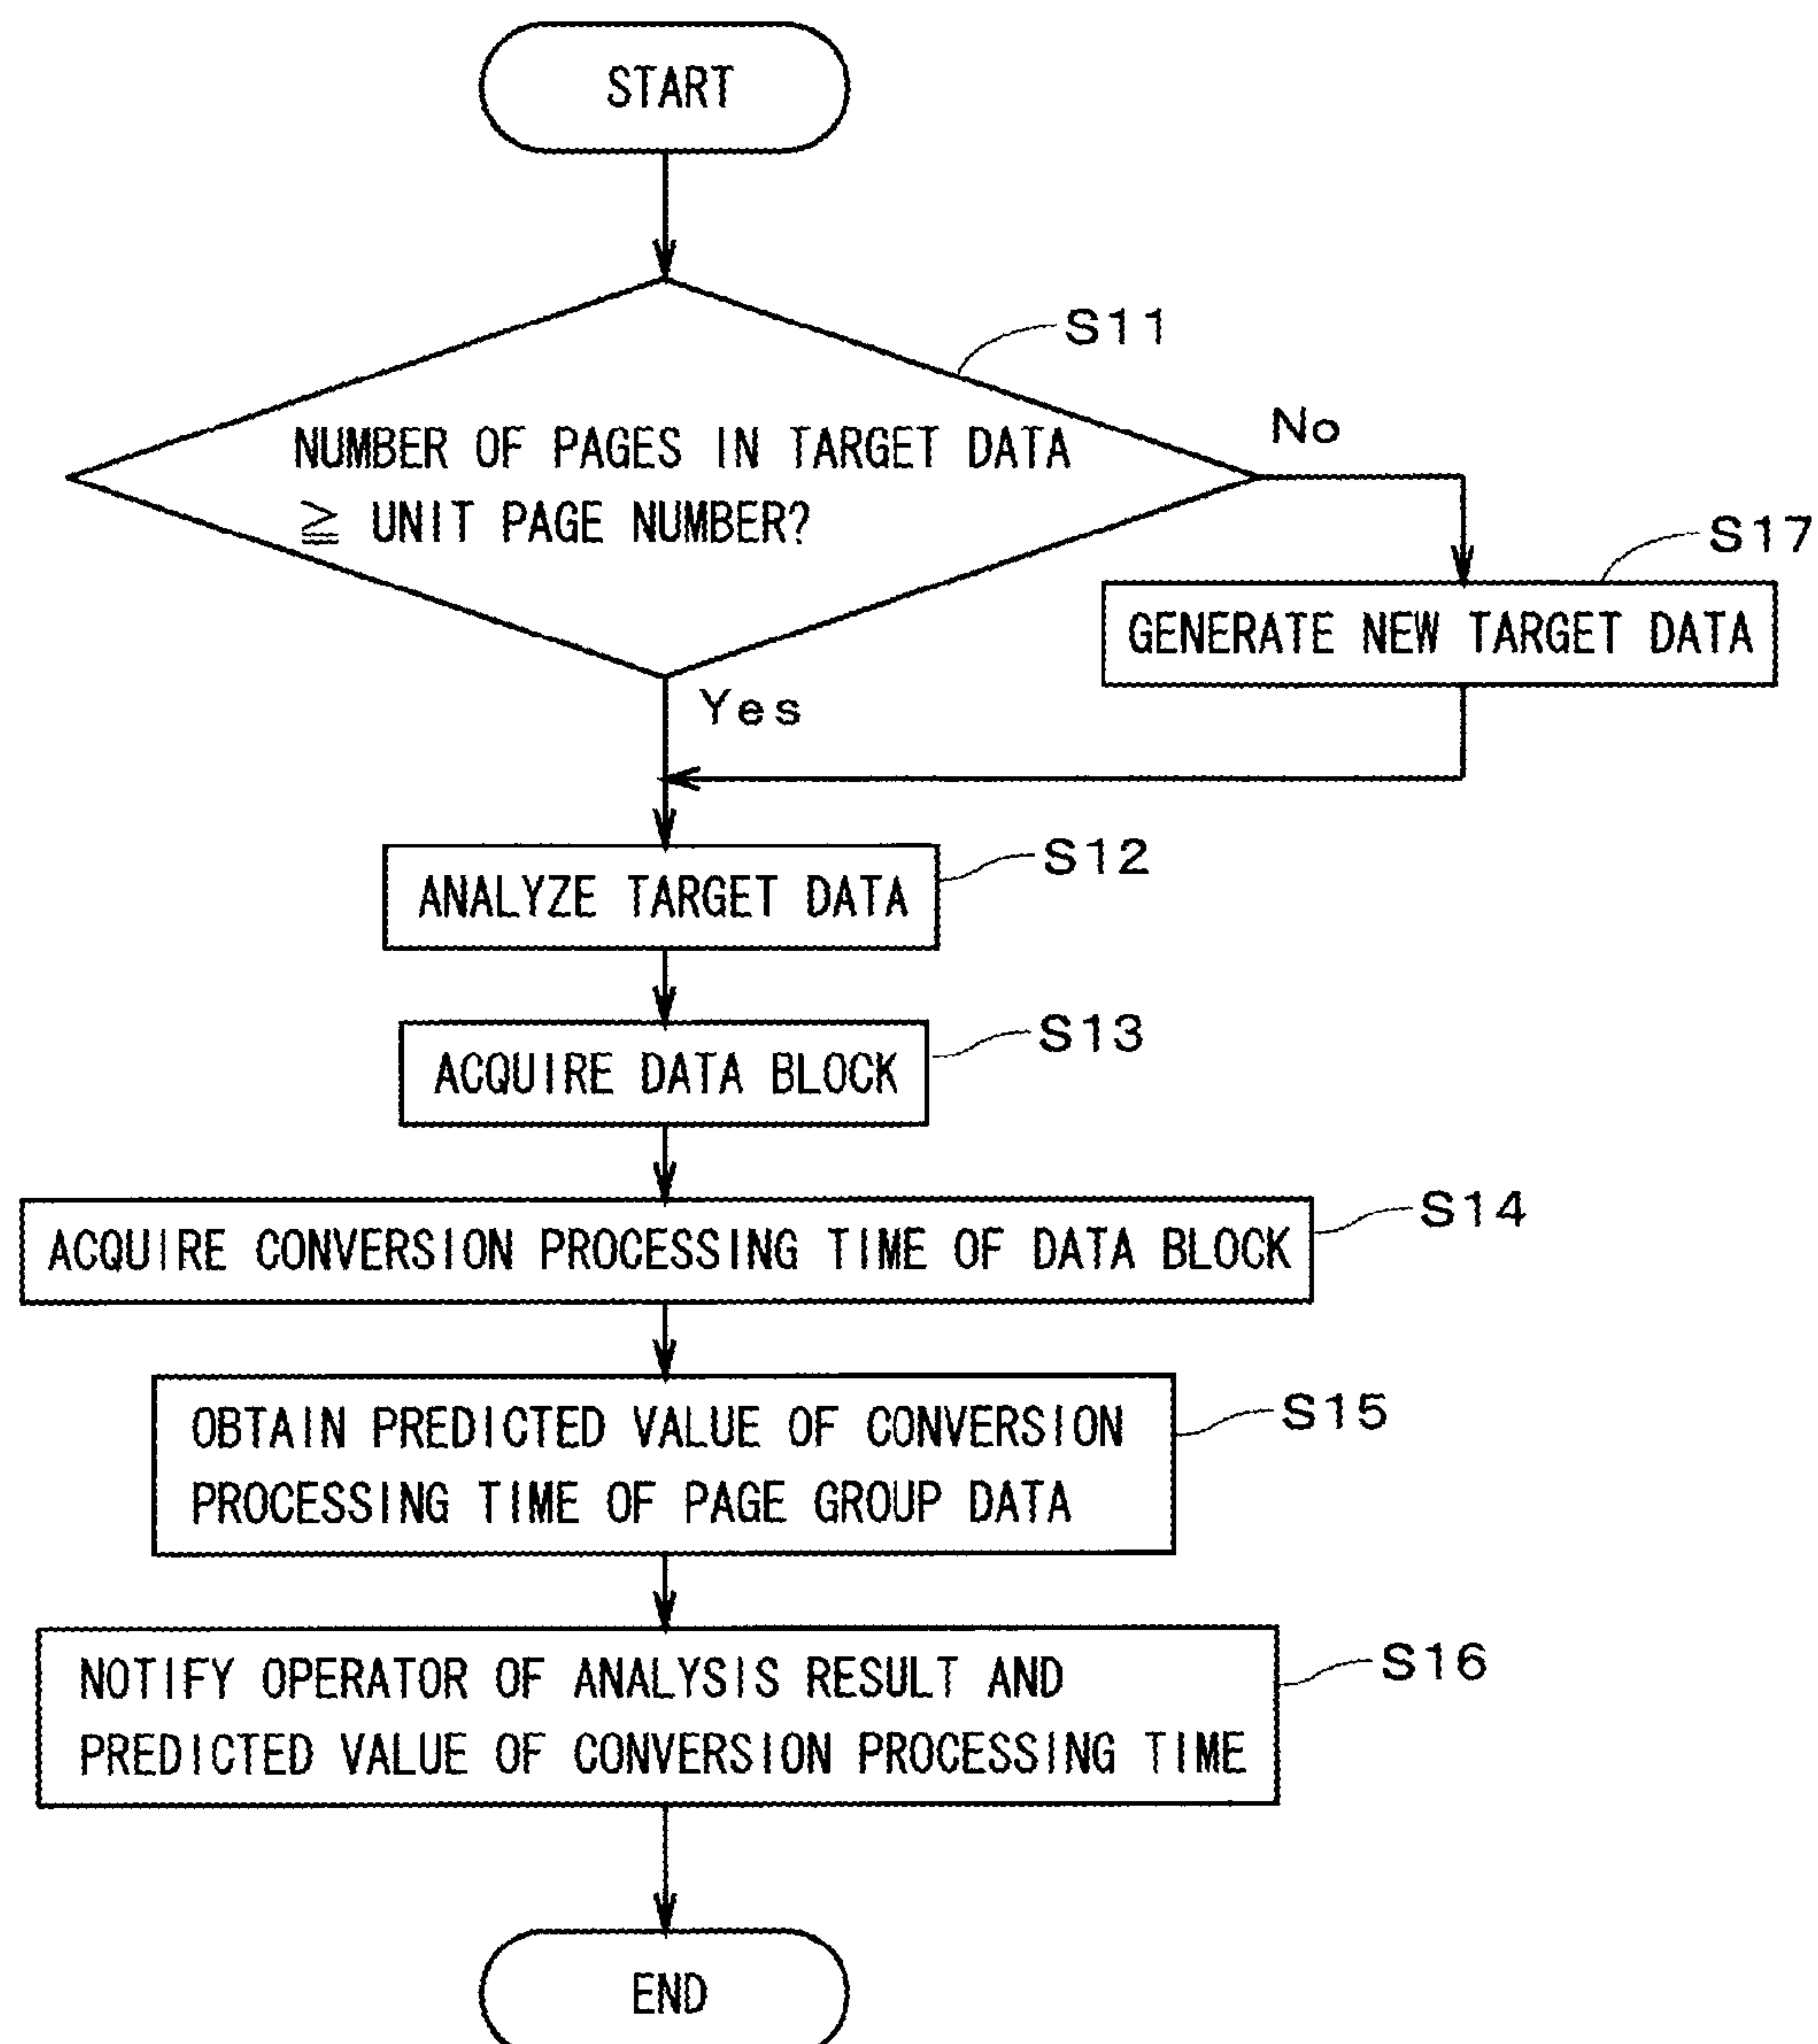 START
S11
NUMBER OF PAGES IN TARGET DATA
≧ UNIT PAGE NUMBER?
No
S17
GENERATE NEW TARGET DATA
Yes
S12
ANALYZE TARGET DATA
S13
ACQUIRE DATA BLOCK
S14
ACQUIRE CONVERSION PROCESSING TIME OF DATA BLOCK
S15
OBTAIN PREDICTED VALUE OF CONVERSION
PROCESSING TIME OF PAGE GROUP DATA
S16
NOTIFY OPERATOR OF ANALYSIS RESULT AND
PREDICTED VALUE OF CONVERSION PROCESSING TIME
END